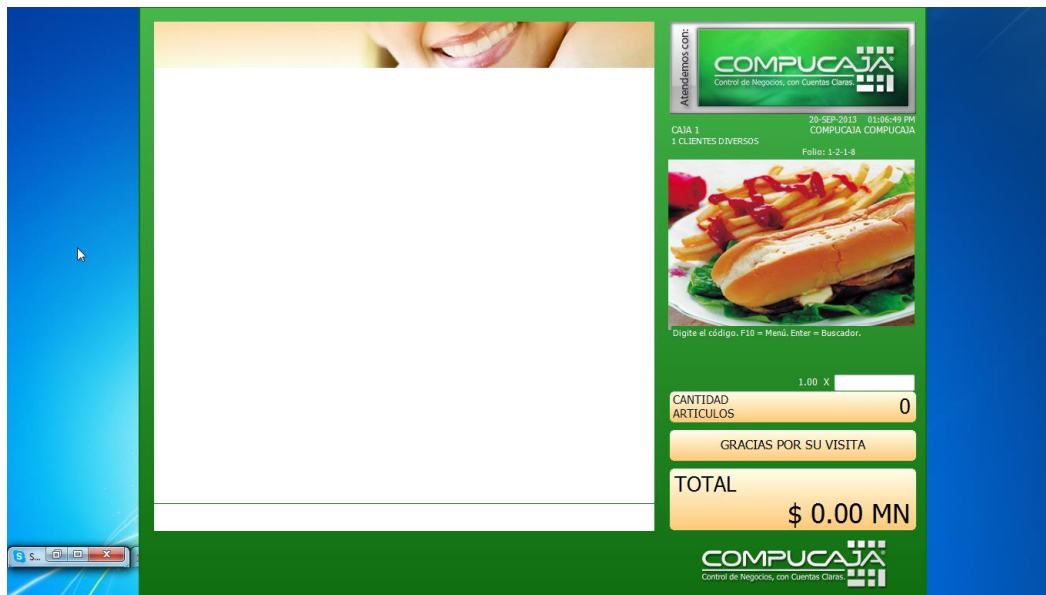 Atendemos con:
COMPUCAJA
Control de Negocios, con Cuentas Claras.
20-SEP-2013 01:06:49 PM
CAJA 1 COMPUCAJA COMPUCAJA
1 CLIENTES DIVERSOS
Folio: 1-2-1-8
Digite el código. F10 = Menú. Enter = Buscador.
1.00 X
CANTIDAD
ARTICULOS 0
GRACIAS POR SU VISITA
TOTAL
$ 0.00 MN
S...
COMPUCAJA
Control de Negocios, con Cuentas Claras.